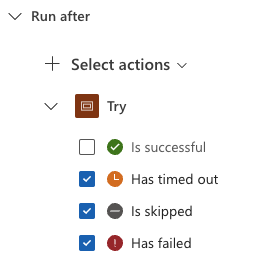 Run after
Select actions
Try
Is successful
Has timed out
Is skipped
Has failed